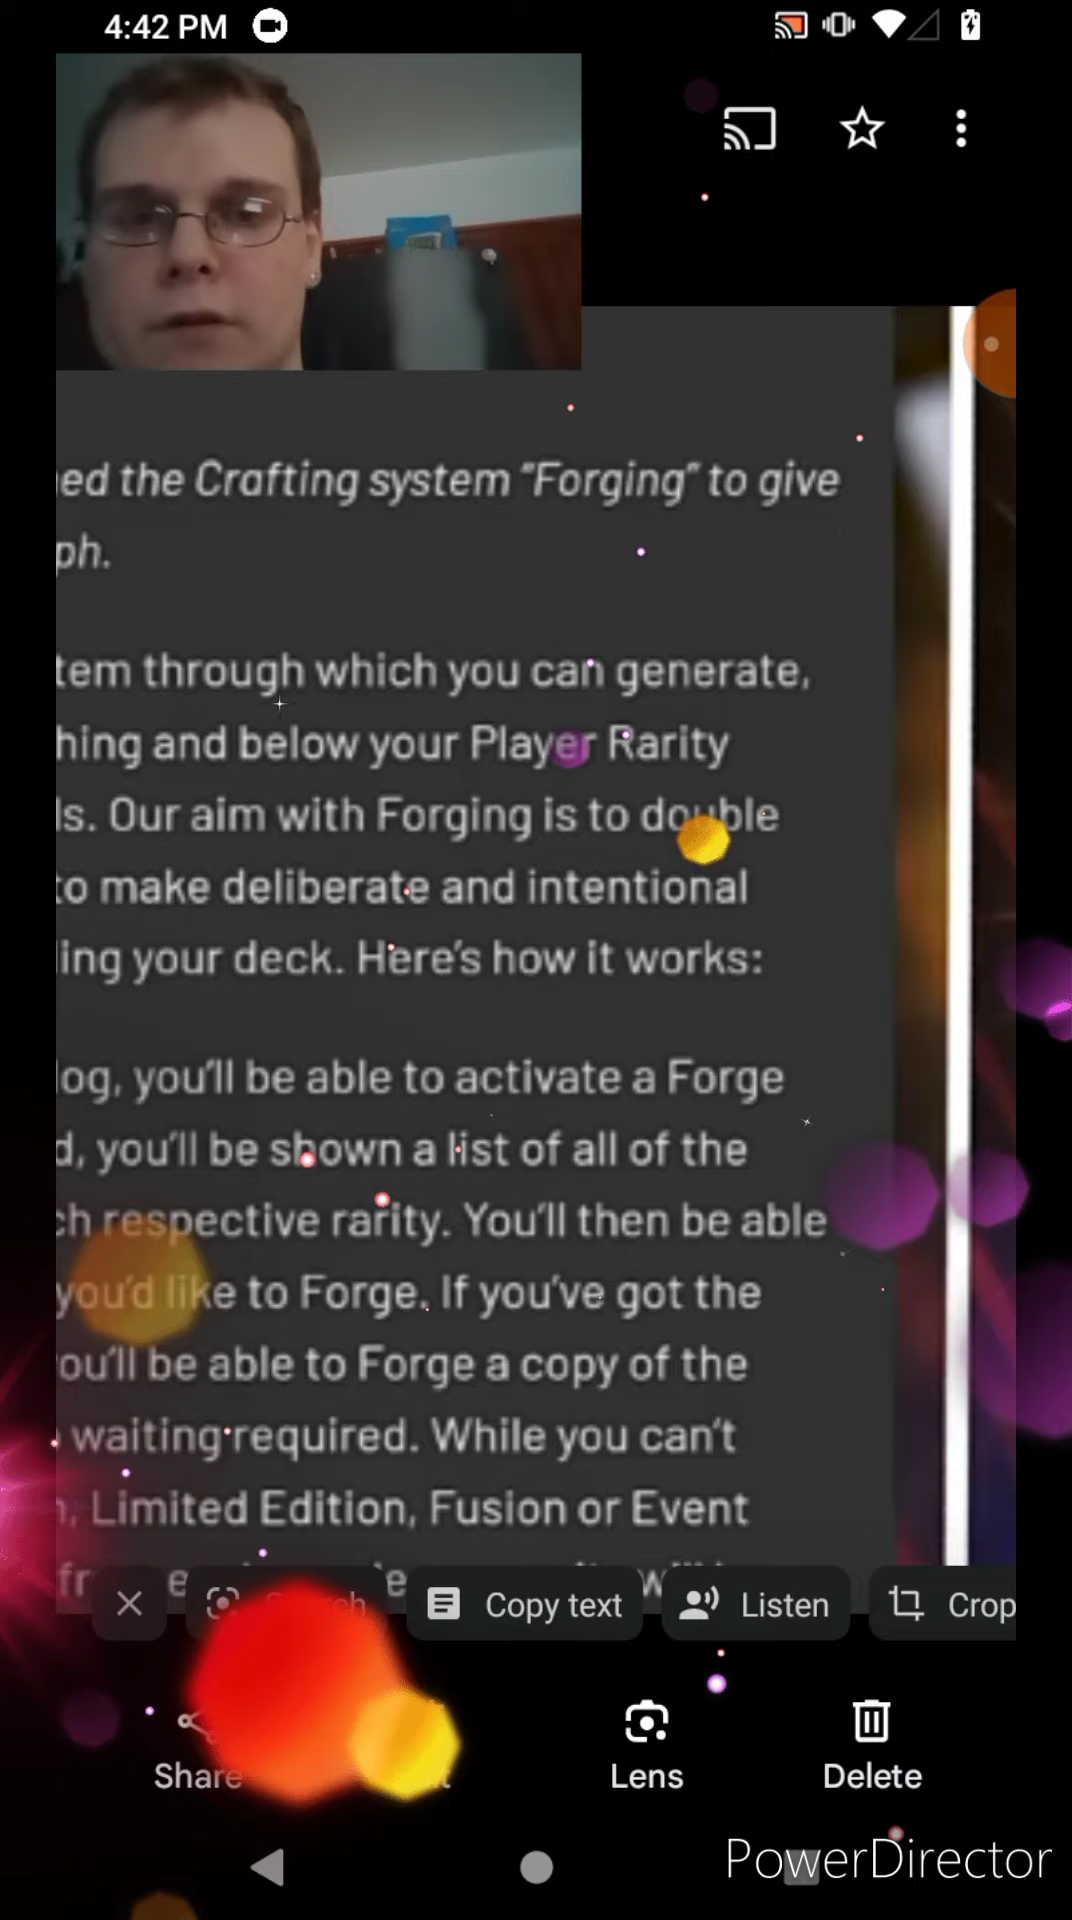 4:42 PM
ed the Crafting system "Forging" to give
ph.
tem through which you can generate,
hing and below your Player Rarity
ls. Our aim with Forging is to double
to make deliberate and intentional
ling your deck. Here's how it works:
log, you'll be able to activate a Forge
d, you'll be shown a list of all of the
ch respective rarity. You'll then be able
you'd like to Forge. If you've got the
ou'll be able to Forge a copy of the
waiting required. While you can't
Limited Edition, Fusion or Event
Copy text Listen Crop
Share Lens Delete
PowerDirector